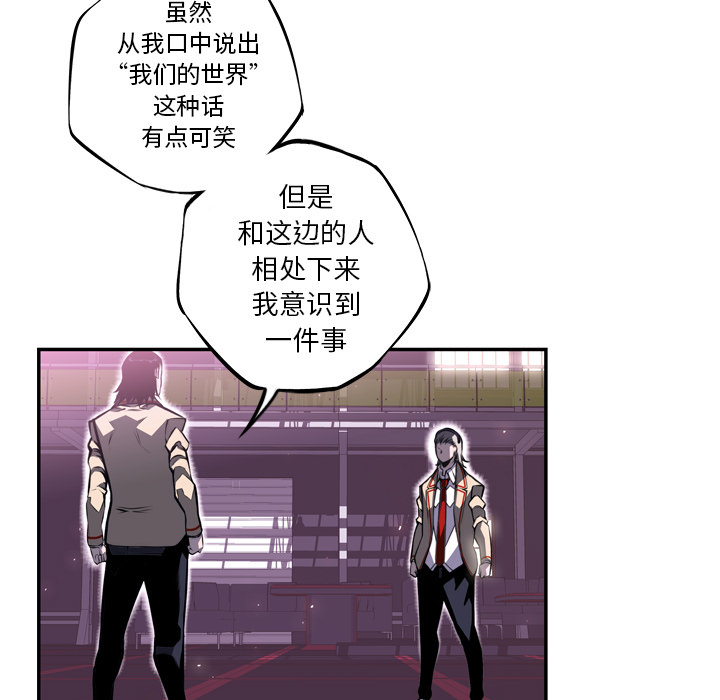 虽然
从我口中说出
“我们的世界”
这种话
有点可笑
但是
和这边的人
相处下来
我意识到
一件事